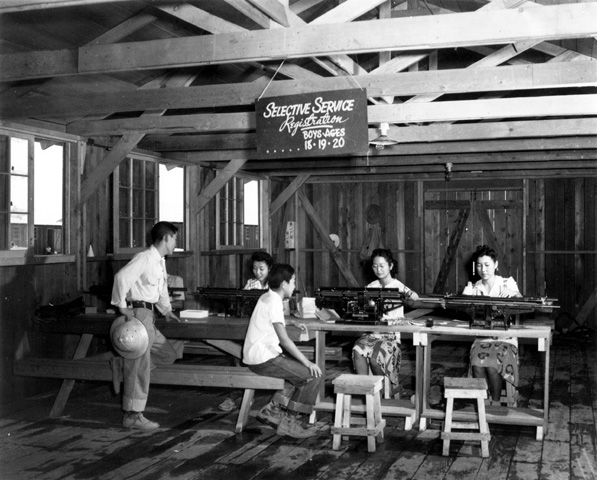 SELECTIVE SERVICE
Registration
BOYS-AGES
18•19•20